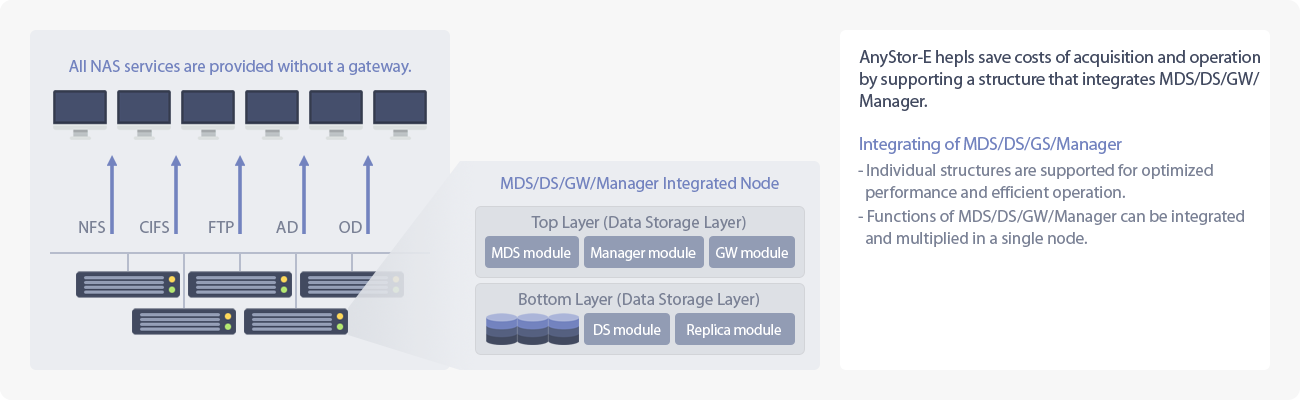 All NAS services are provided without a gateway.
NFS CIFS FTP AD OD
MDS/DS/GW/Manager Integrated Node
Top Layer (Data Storage Layer)
MDS module Manager module GW module
Bottom Layer (Data Storage Layer)
DS module Replica module
AnyStor-E hepls save costs of acquisition and operation
by supporting a structure that integrates MDS/DS/GW/
Manager.
Integrating of MDS/DS/GS/Manager
- Individual structures are supported for optimized
performance and efficient operation.
- Functions of MDS/DS/GW/Manager can be integrated
and multiplied in a single node.